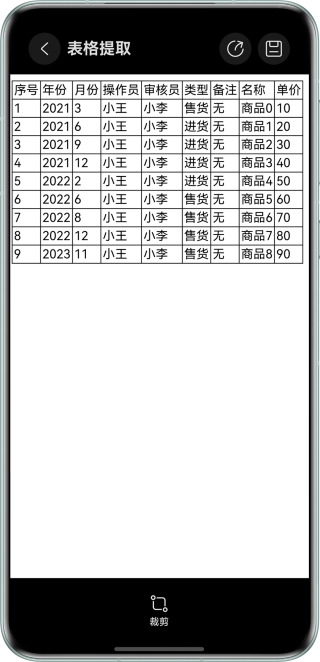 表格提取
序号 年份 月份 操作员 审核员 类型 备注 名称 单价
1 2021 3 小王 小李 售货 无 商品0 10
2 2021 6 小王 小李 进货 无 商品1 20
3 2021 9 小王 小李 售货 无 商品2 30
4 2021 12 小王 小李 进货 无 商品3 40
5 2022 2 小王 小李 进货 无 商品4 50
6 2022 6 小王 小李 售货 无 商品5 60
7 2022 8 小王 小李 售货 无 商品6 70
8 2022 12 小王 小李 售货 无 商品7 80
9 2023 11 小王 小李 售货 无 商品8 90
裁剪